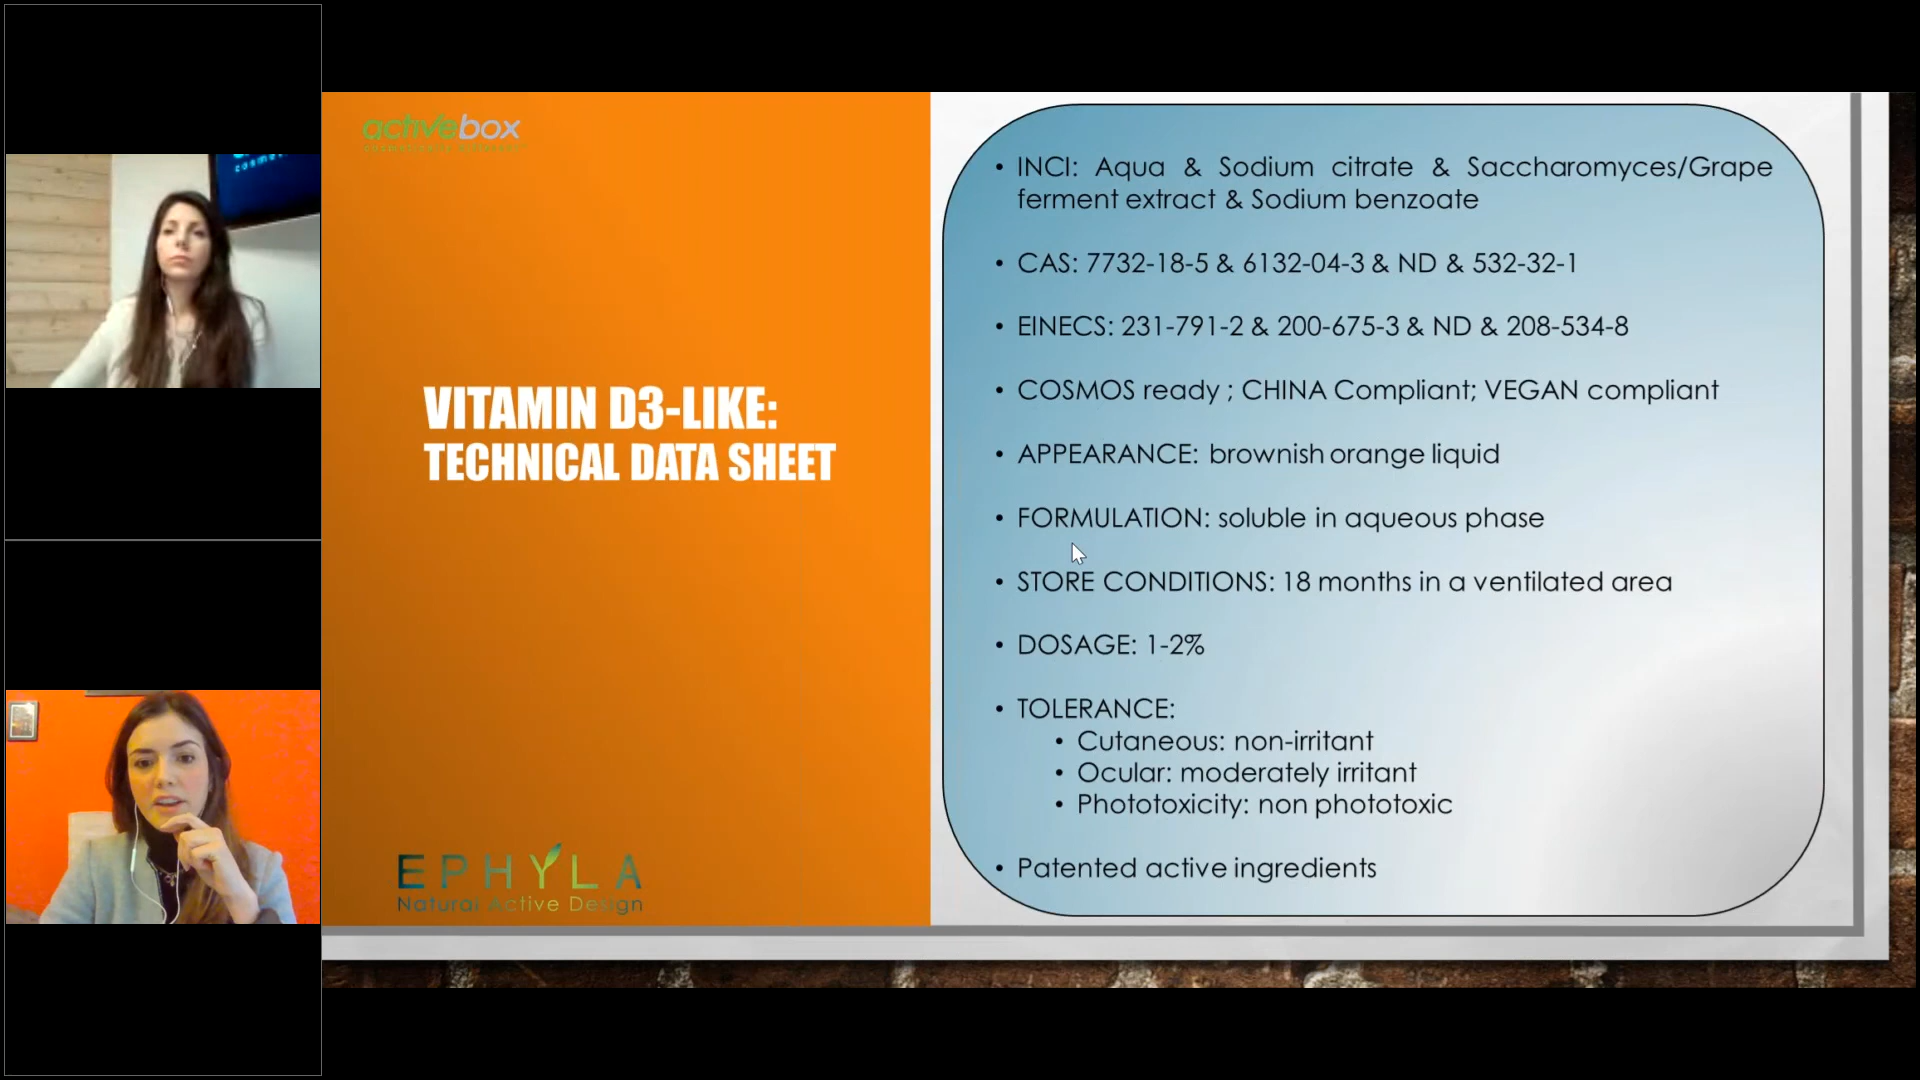 activebox
cosmetically different
cosme
VITAMIN D3-LIKE:
TECHNICAL DATA SHEET
EPHYLA
Natural Active Design
• INCI: Aqua & Sodium citrate & Saccharomyces/Grape
ferment extract & Sodium benzoate
• CAS: 7732-18-5 & 6132-04-3 & ND & 532-32-1
• EINECS: 231-791-2 & 200-675-3 & ND & 208-534-8
• COSMOS ready ; CHINA Compliant; VEGAN compliant
• APPEARANCE: brownish orange liquid
• FORMULATION: soluble in aqueous phase
• STORE CONDITIONS: 18 months in a ventilated area
• DOSAGE: 1-2%
• TOLERANCE:
• Cutaneous: non-irritant
• Ocular: moderately irritant
• Phototoxicity: non phototoxic
• Patented active ingredients